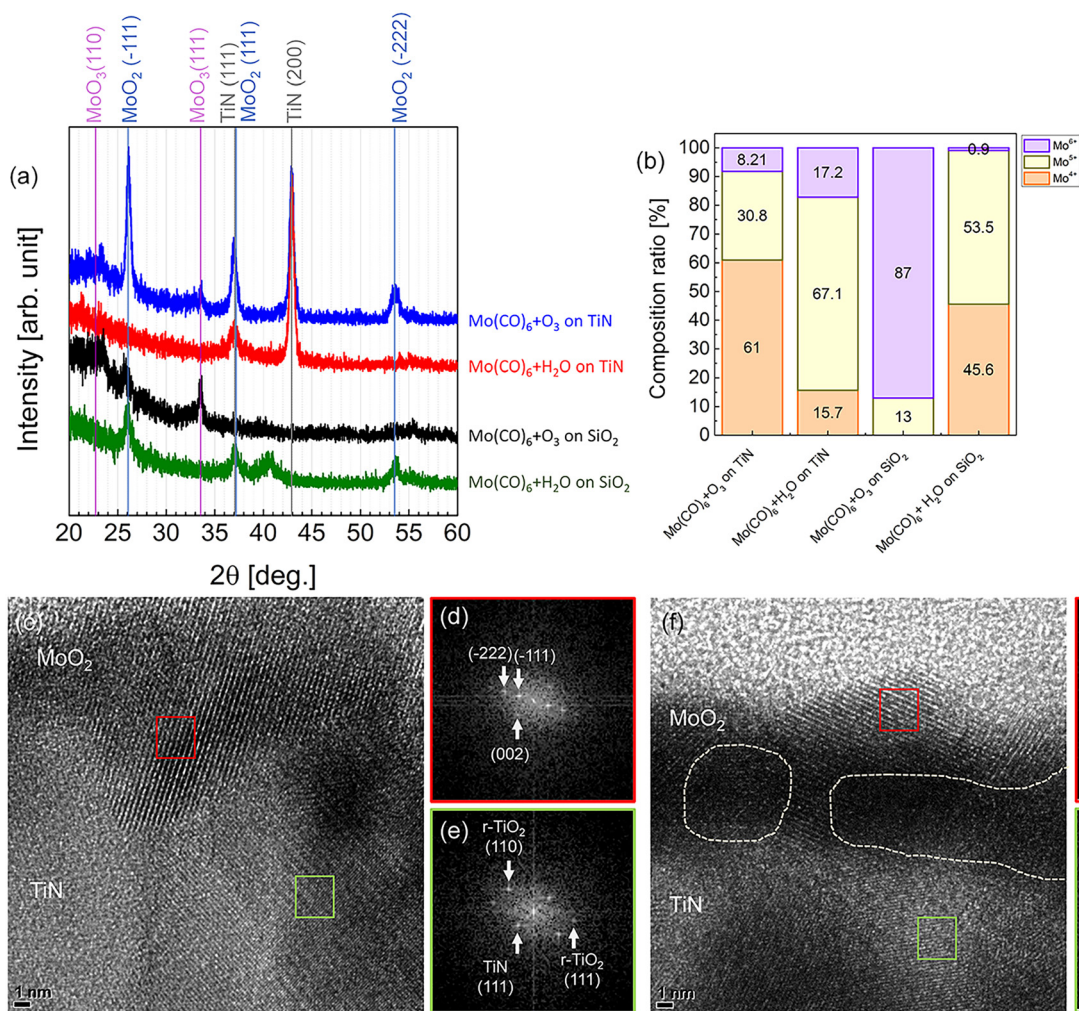 MoO₃(110)
MoO₂ (-111)
MoO₃(111)
TiN (111)
MoO₂ (111)
TiN (200)
MoO₂ (-222)
(a)
Intensity [arb. unit]
Mo(CO)₆+O₃ on TiN
Mo(CO)₆+H₂O on TiN
Mo(CO)₆+O₃ on SiO₂
Mo(CO)₆+H₂O on SiO₂
20 25 30 35 40 45 50 55 60
2θ [deg.]
(b)
Composition ratio [%]
100
90
80
70
60
50
40
30
20
10
0
Mo⁶⁺
Mo⁵⁺
Mo⁴⁺
8.21
30.8
61
17.2
67.1
15.7
87
13
0.9
53.5
45.6
Mo(CO)₆+O₃ on TiN
Mo(CO)₆+H₂O on TiN
Mo(CO)₆+O₃ on SiO₂
Mo(CO)₆+ H₂O on SiO₂
(c)
MoO₂
TiN
1 nm
(d)
(-222) (-111)
(002)
(e)
r-TiO₂
(110)
TiN
(111)
r-TiO₂
(111)
(f)
MoO₂
TiN
1 nm